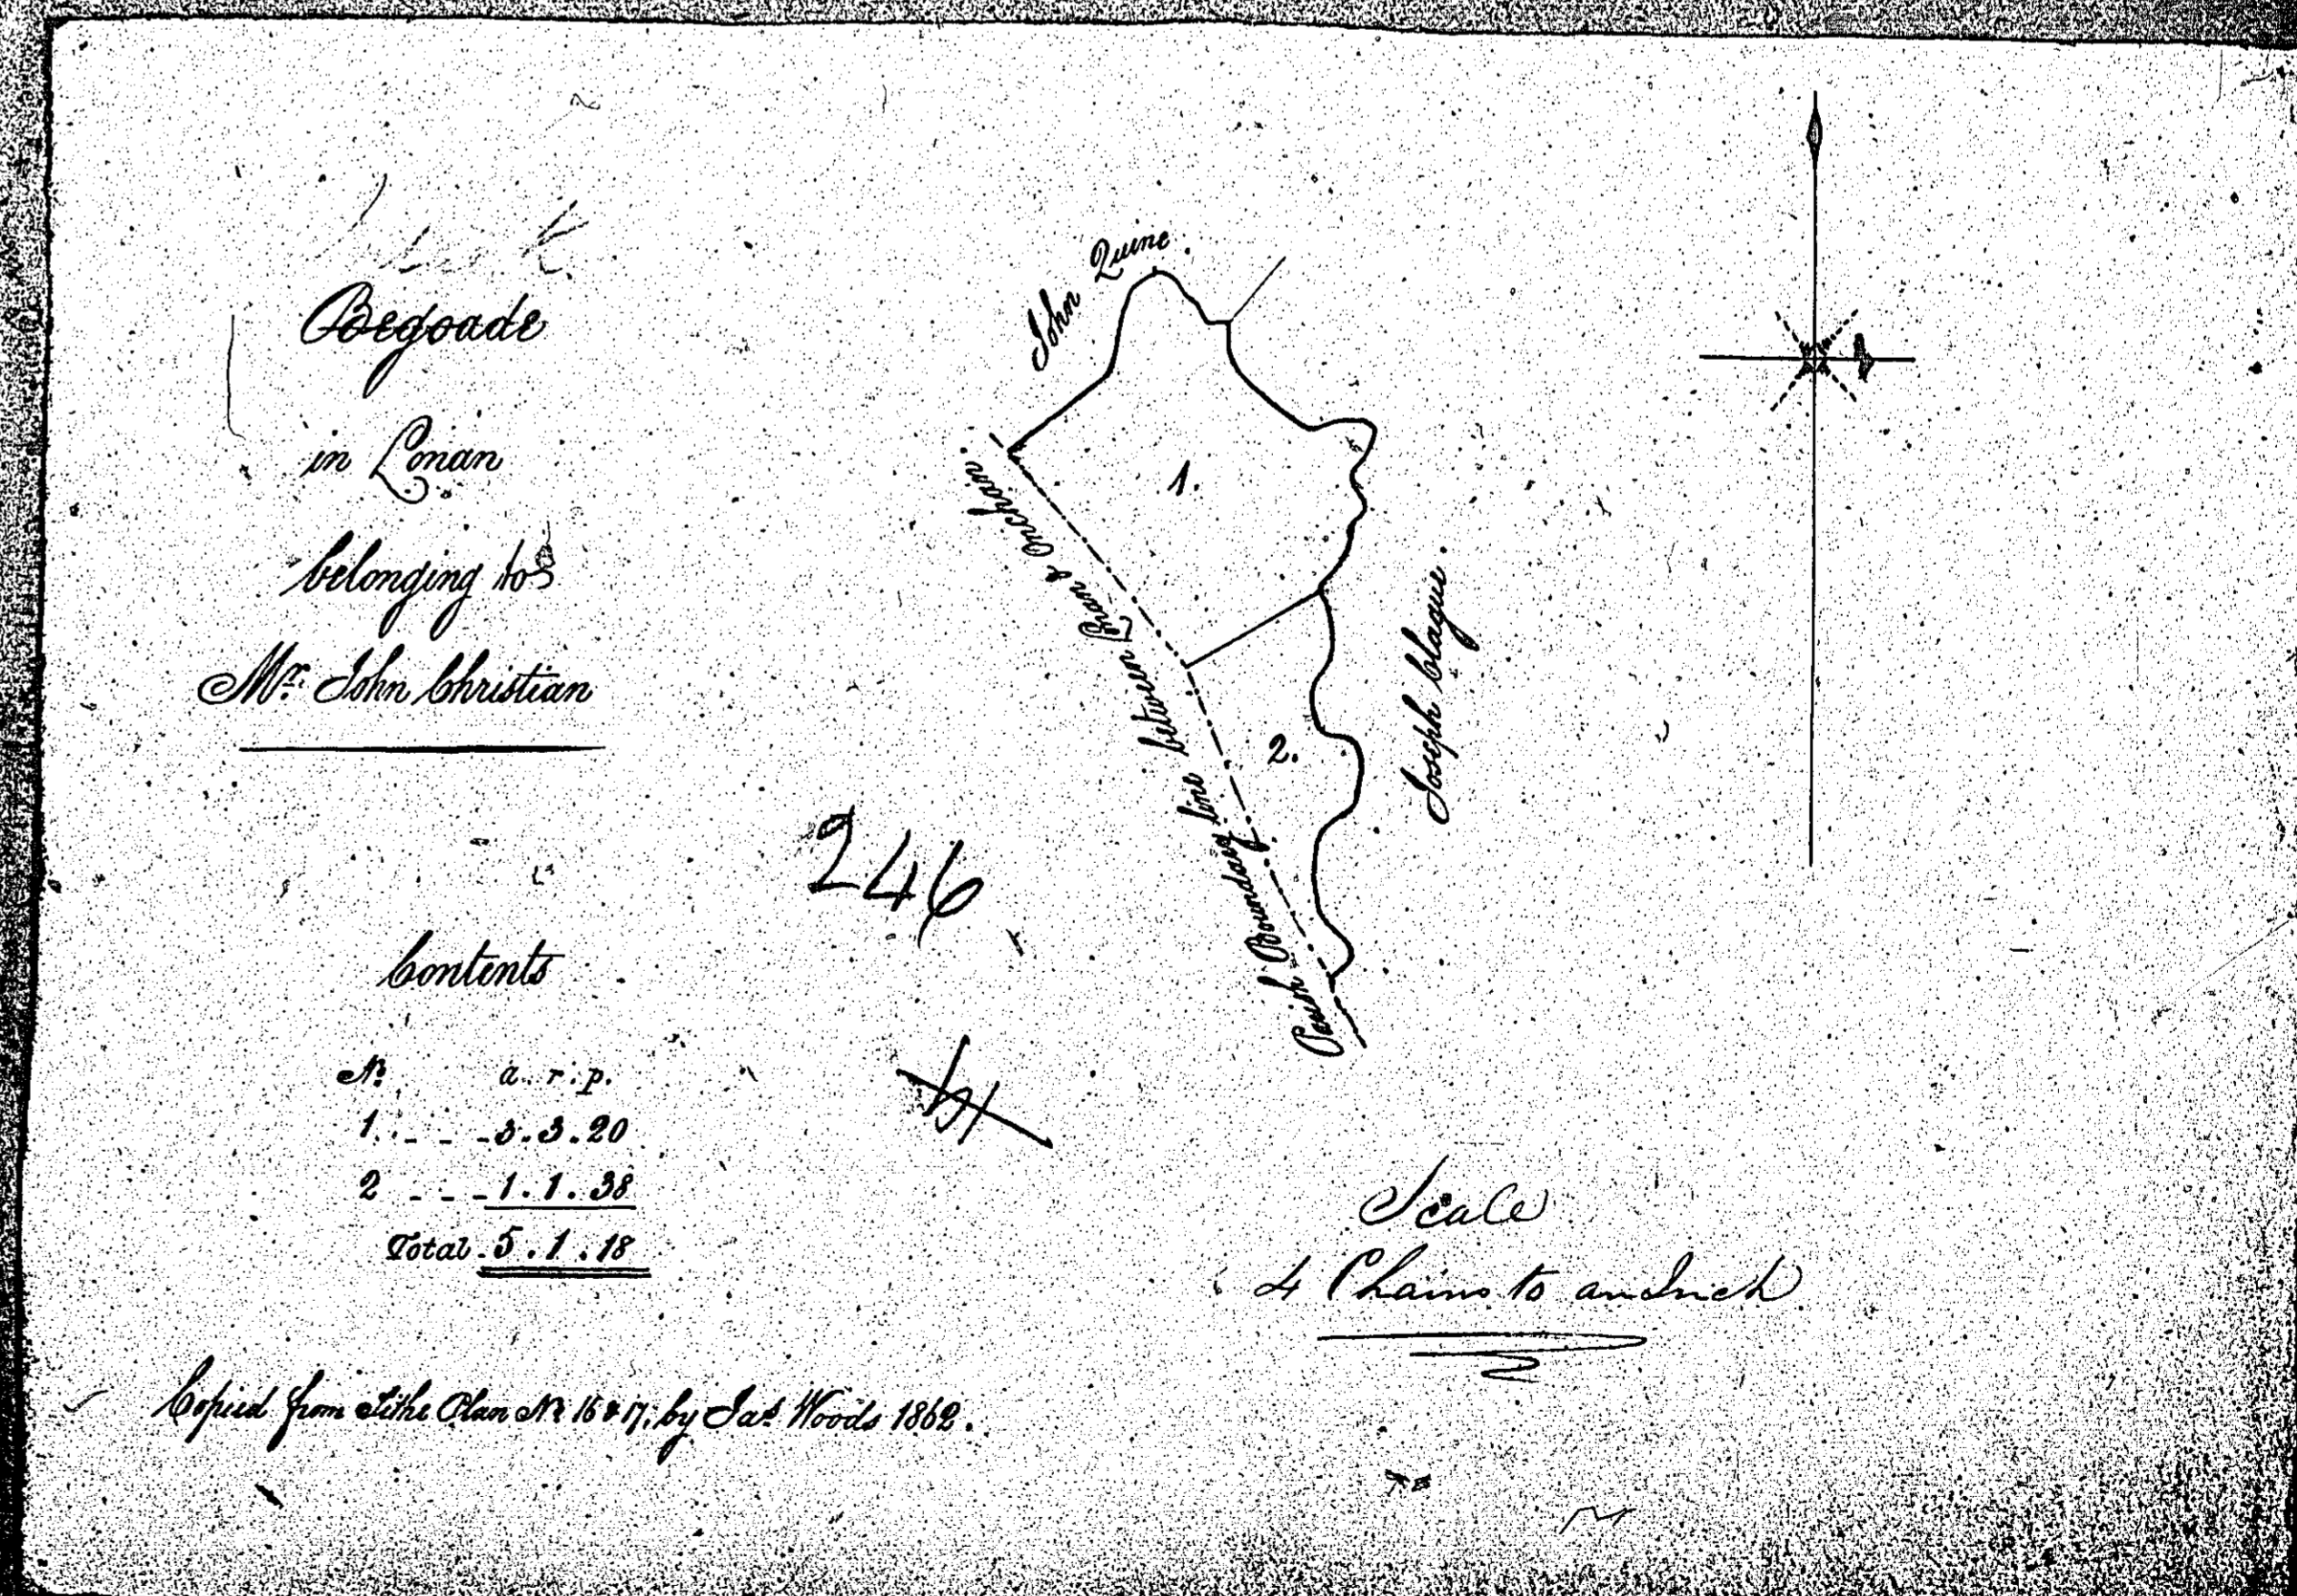 Begoade
in Lonan
belonging to
Mr. John Christian
John Quine.
1.
2.
Parish Boundary line between Lonan & Onchan.
Joseph Clague.
246
Contents
No. a. r. p.
1. - - - 3. 3. 20
2 - - - 1. 1. 38
Total. 5. 1. 18
Scale
4 Chains to an Inch
Copied from Tithe Plan No 16 & 17, by Jas. Woods 1862.